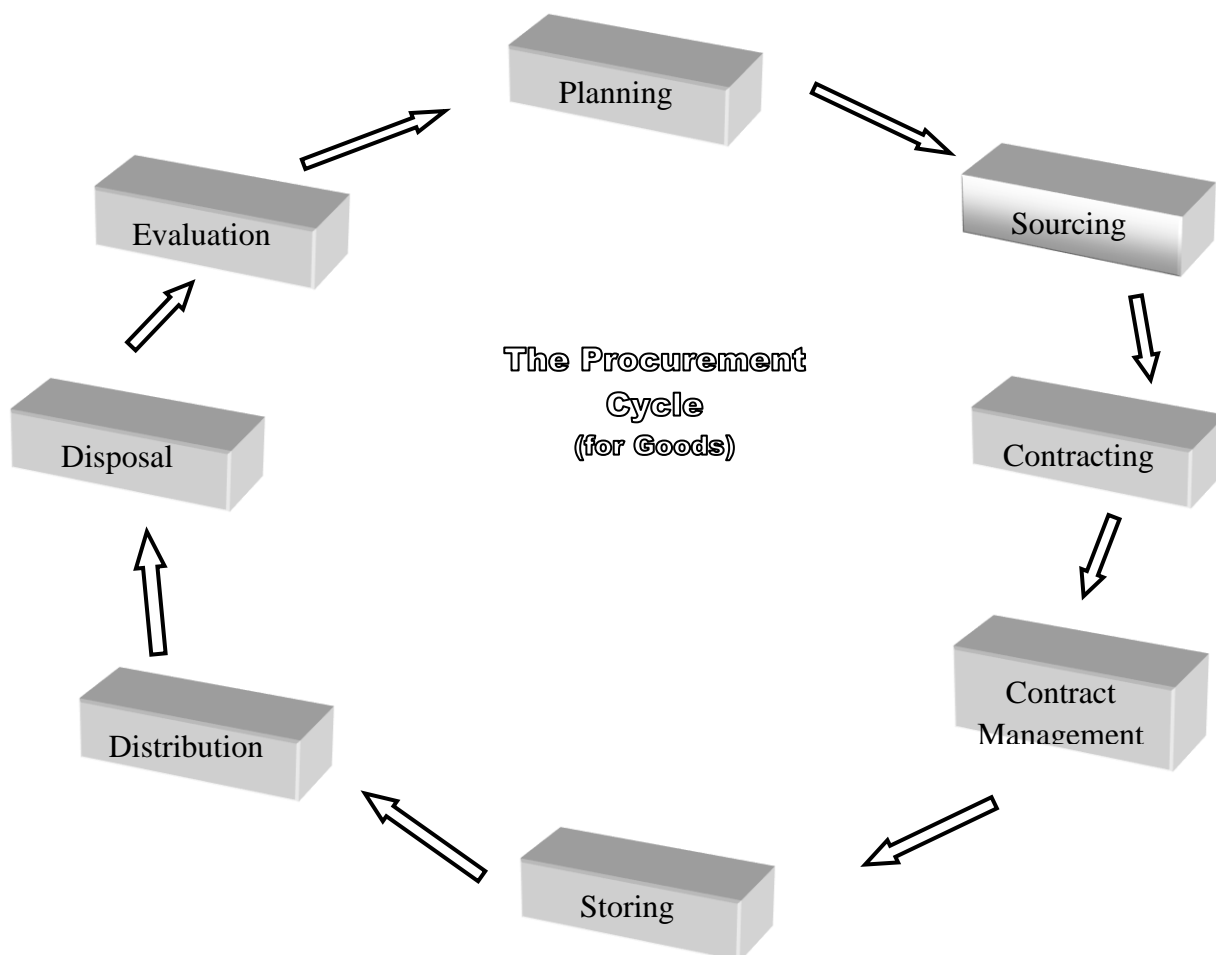 Planning
Sourcing
Evaluation
The Procurement
Cycle
(for Goods)
Contracting
Disposal
Contract
Management
Distribution
Storing